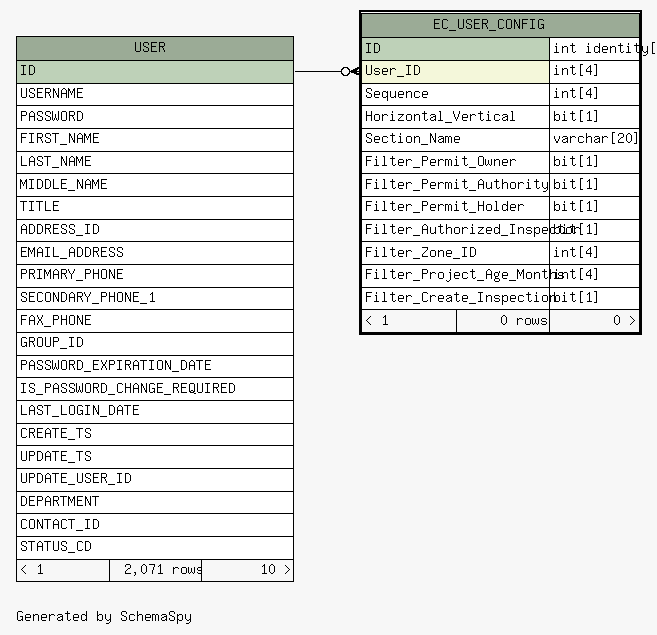 USER
ID
USERNAME
PASSWORD
FIRST_NAME
LAST_NAME
MIDDLE_NAME
TITLE
ADDRESS_ID
EMAIL_ADDRESS
PRIMARY_PHONE
SECONDARY_PHONE_1
FAX_PHONE
GROUP_ID
PASSWORD_EXPIRATION_DATE
IS_PASSWORD_CHANGE_REQUIRED
LAST_LOGIN_DATE
CREATE_TS
UPDATE_TS
UPDATE_USER_ID
DEPARTMENT
CONTACT_ID
STATUS_CD
< 1 2,071 rows 10 >
EC_USER_CONFIG
ID int identity[
User_ID int[4]
Sequence int[4]
Horizontal_Vertical bit[1]
Section_Name varchar[20]
Filter_Permit_Owner bit[1]
Filter_Permit_Authority bit[1]
Filter_Permit_Holder bit[1]
Filter_Authorized_Inspector bit[1]
Filter_Zone_ID int[4]
Filter_Project_Age_Months int[4]
Filter_Create_Inspection bit[1]
< 1 0 rows 0 >
Generated by SchemaSpy